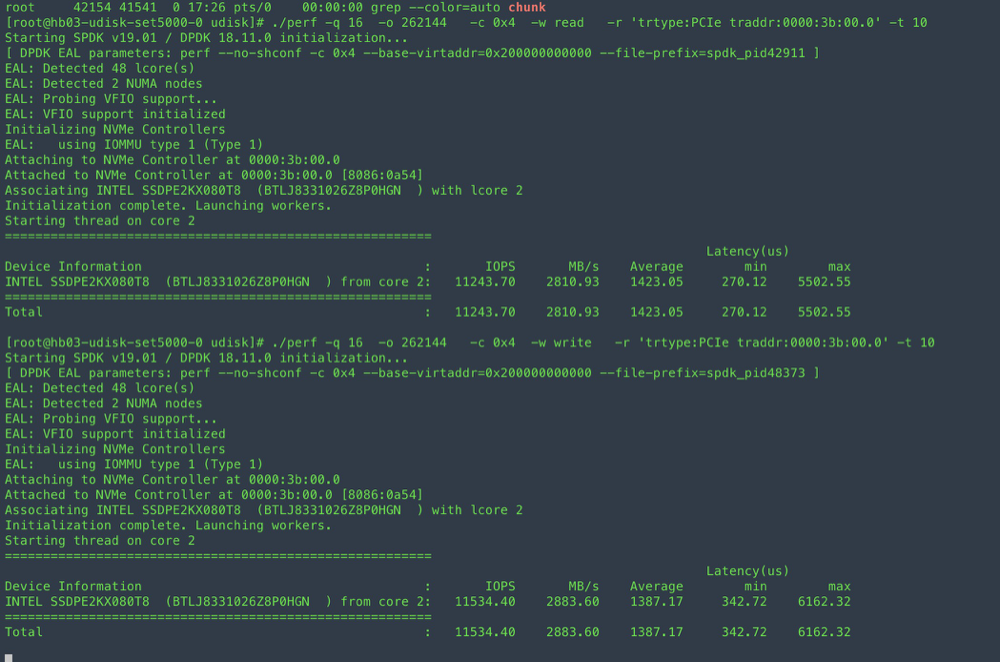 root     42154 41541  0 17:26 pts/0    00:00:00 grep --color=auto chunk
[root@hb03-udisk-set5000-0 udisk]# ./perf -q 16  -o 262144   -c 0x4  -w read   -r 'trtype:PCIe traddr:0000:3b:00.0' -t 10
Starting SPDK v19.01 / DPDK 18.11.0 initialization...
[ DPDK EAL parameters: perf --no-shconf -c 0x4 --base-virtaddr=0x200000000000 --file-prefix=spdk_pid42911 ]
EAL: Detected 48 lcore(s)
EAL: Detected 2 NUMA nodes
EAL: Probing VFIO support...
EAL: VFIO support initialized
Initializing NVMe Controllers
EAL:   using IOMMU type 1 (Type 1)
Attaching to NVMe Controller at 0000:3b:00.0
Attached to NVMe Controller at 0000:3b:00.0 [8086:0a54]
Associating INTEL SSDPE2KX080T8  (BTLJ8331026Z8P0HGN  ) with lcore 2
Initialization complete. Launching workers.
Starting thread on core 2
========================================================
Latency(us)
Device Information                                     :       IOPS       MB/s    Average        min        max
INTEL SSDPE2KX080T8  (BTLJ8331026Z8P0HGN  ) from core 2:   11243.70    2810.93    1423.05     270.12    5502.55
========================================================
Total                                                  :   11243.70    2810.93    1423.05     270.12    5502.55
[root@hb03-udisk-set5000-0 udisk]# ./perf -q 16  -o 262144   -c 0x4  -w write   -r 'trtype:PCIe traddr:0000:3b:00.0' -t 10
Starting SPDK v19.01 / DPDK 18.11.0 initialization...
[ DPDK EAL parameters: perf --no-shconf -c 0x4 --base-virtaddr=0x200000000000 --file-prefix=spdk_pid48373 ]
EAL: Detected 48 lcore(s)
EAL: Detected 2 NUMA nodes
EAL: Probing VFIO support...
EAL: VFIO support initialized
Initializing NVMe Controllers
EAL:   using IOMMU type 1 (Type 1)
Attaching to NVMe Controller at 0000:3b:00.0
Attached to NVMe Controller at 0000:3b:00.0 [8086:0a54]
Associating INTEL SSDPE2KX080T8  (BTLJ8331026Z8P0HGN  ) with lcore 2
Initialization complete. Launching workers.
Starting thread on core 2
========================================================
Latency(us)
Device Information                                     :       IOPS       MB/s    Average        min        max
INTEL SSDPE2KX080T8  (BTLJ8331026Z8P0HGN  ) from core 2:   11534.40    2883.60    1387.17     342.72    6162.32
========================================================
Total                                                  :   11534.40    2883.60    1387.17     342.72    6162.32